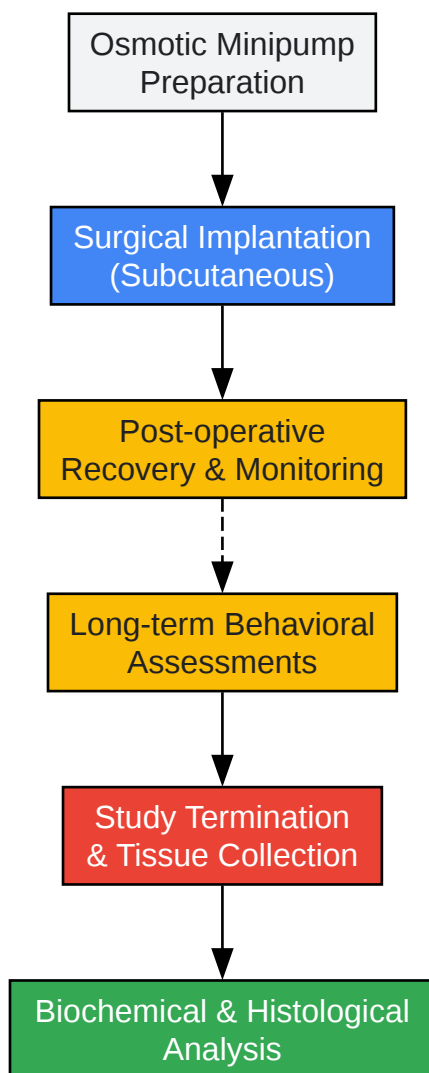 Osmotic Minipump
Preparation
Surgical Implantation
(Subcutaneous)
Post-operative
Recovery & Monitoring
Long-term Behavioral
Assessments
Study Termination
& Tissue Collection
Biochemical & Histological
Analysis